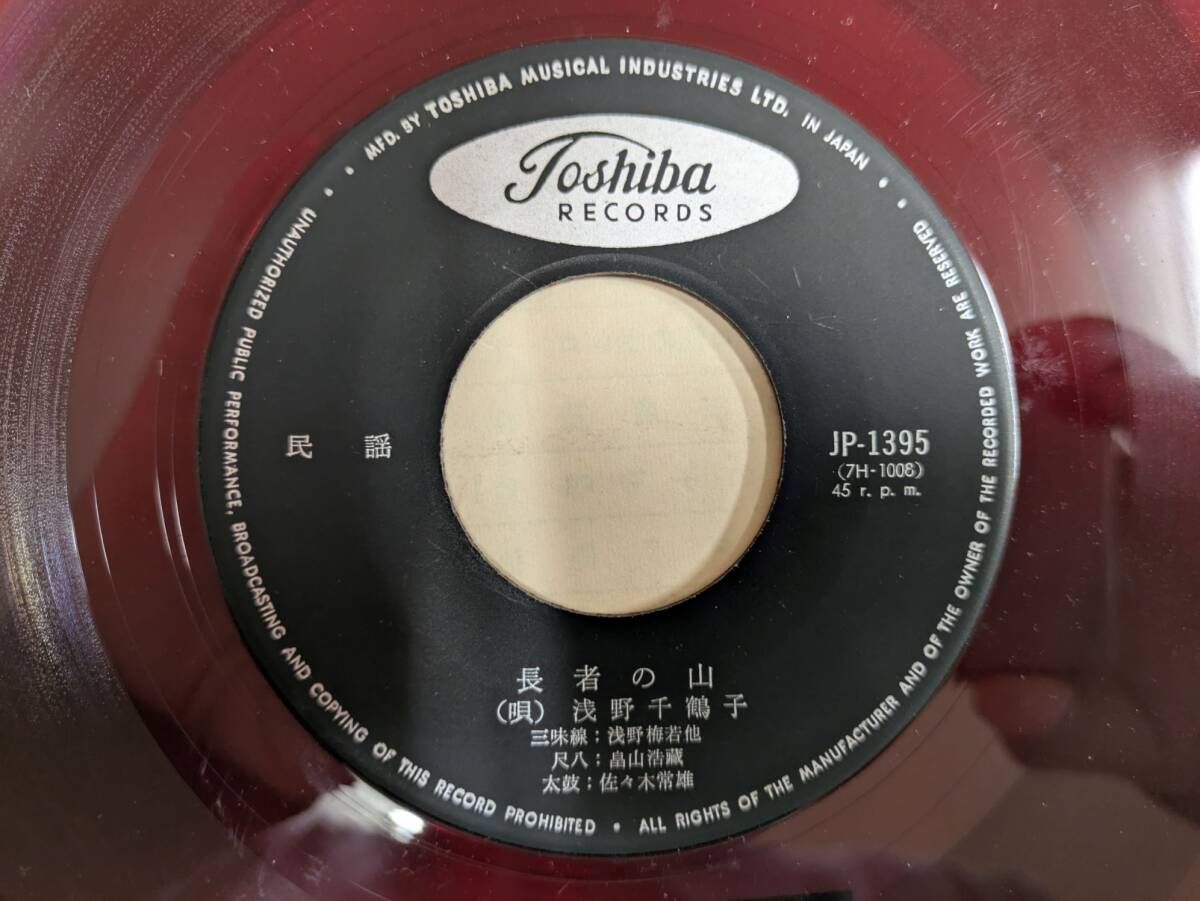 MFD. BY TOSHIBA MUSICAL INDUSTRIES LTD. IN JAPAN
Toshiba
RECORDS
民謡
JP-1395
(7H-1008)
45 r. p. m.
長者の山
(唄) 浅野千鶴子
三味線;浅野梅若他
尺八;畠山浩蔵
太鼓;佐々木常雄
UNAUTHORIZED PUBLIC PERFORMANCE, BROADCASTING AND COPYING OF THIS RECORD PROHIBITED • ALL RIGHTS OF THE MANUFACTURER AND OF THE OWNER OF THE RECORDED WORK ARE RESERVED